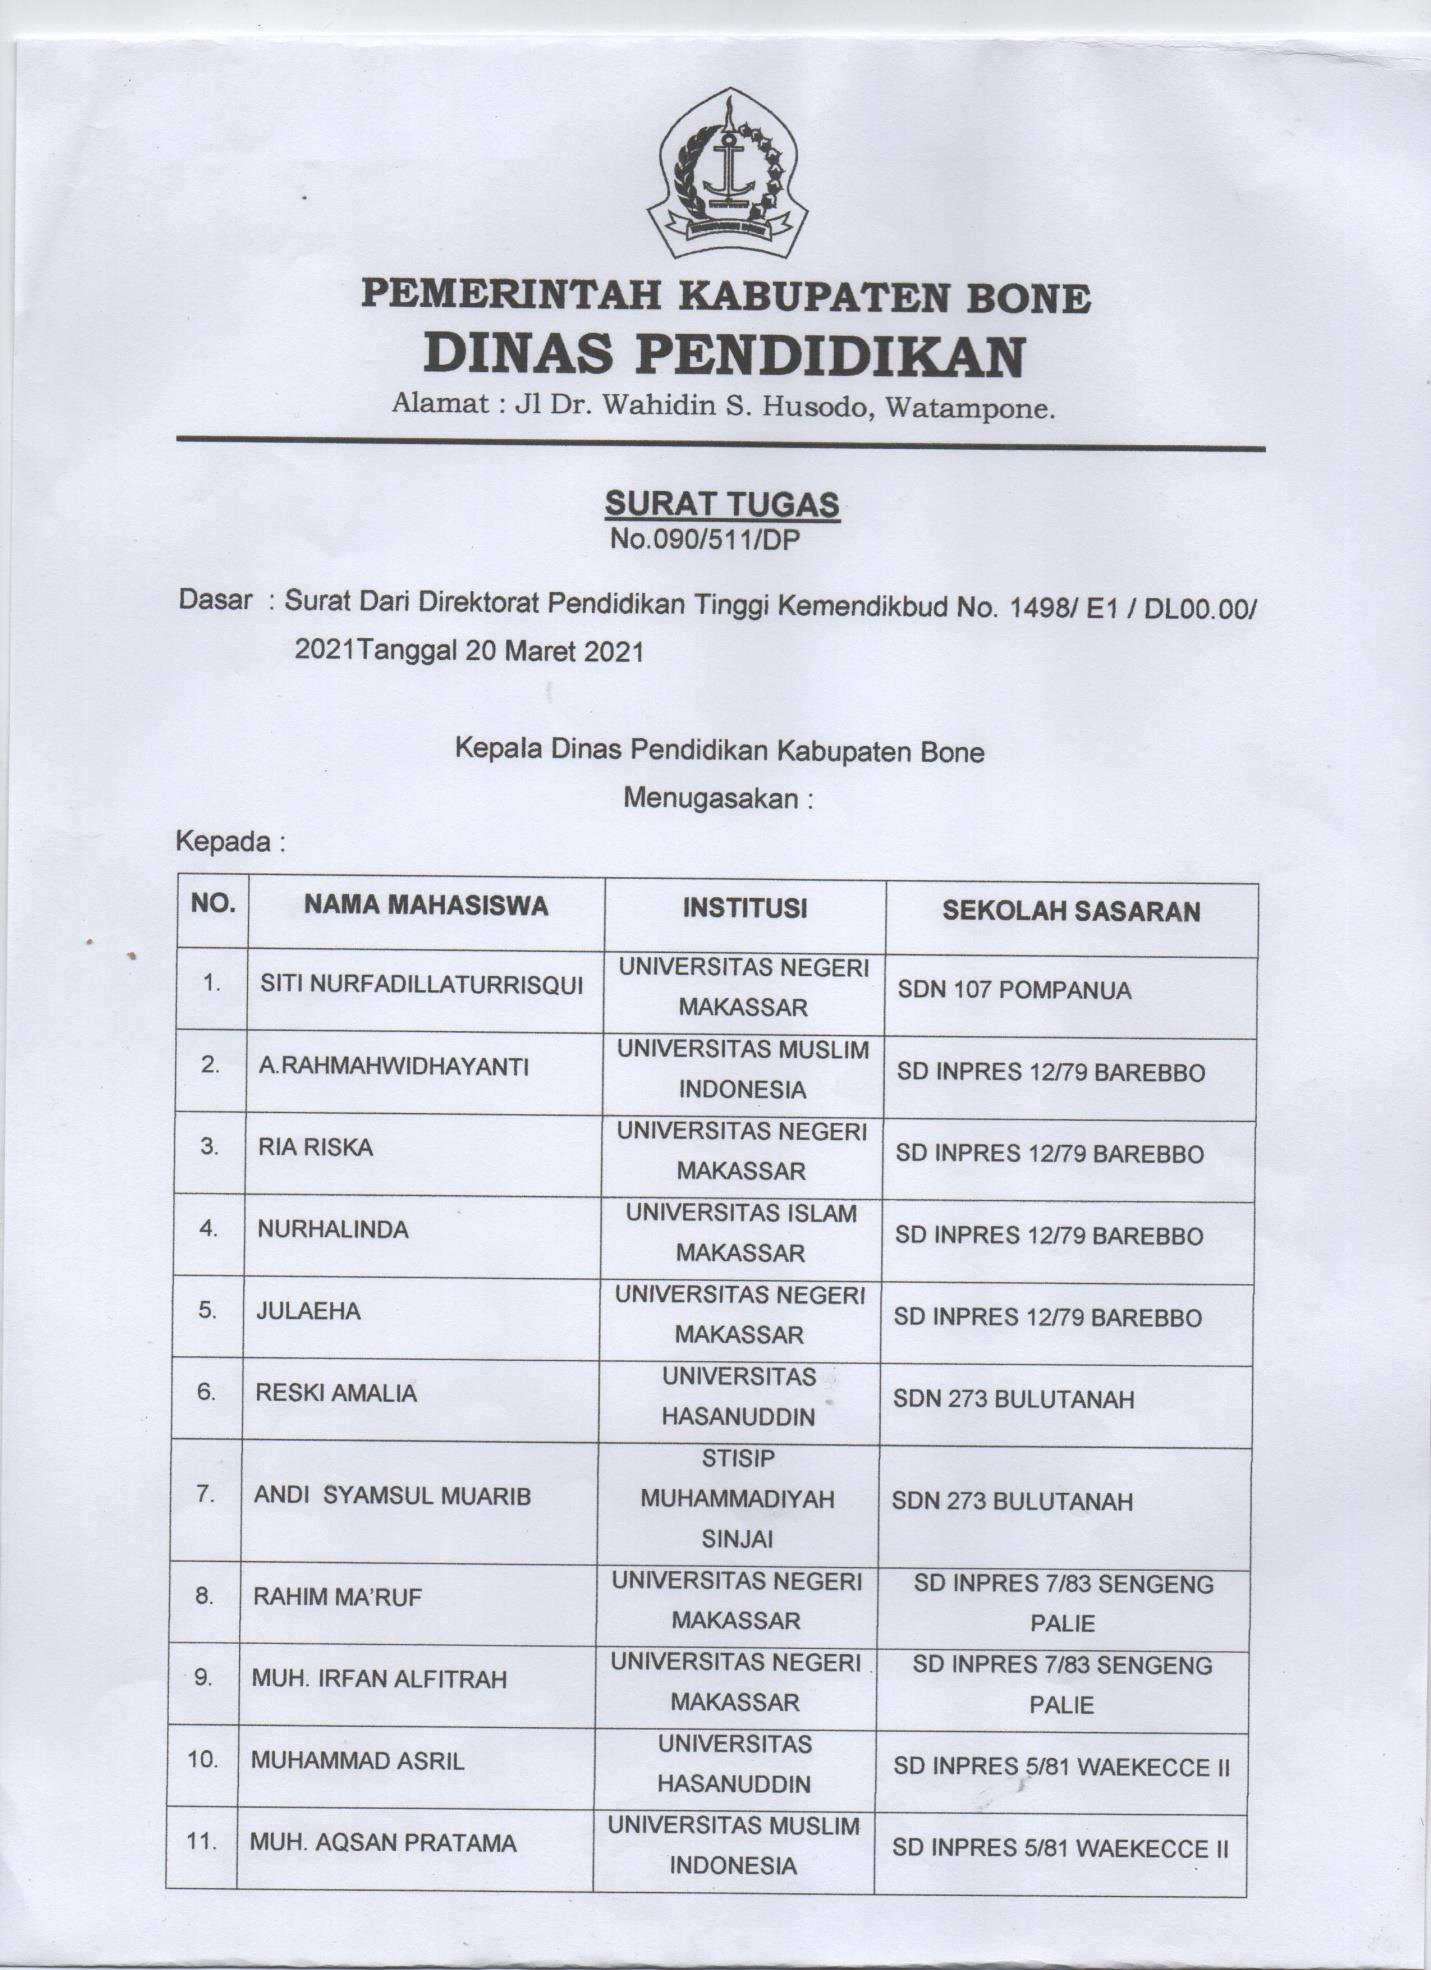 PEMERINTAH KABUPATEN BONE
DINAS PENDIDIKAN
Alamat : Jl Dr. Wahidin S. Husodo, Watampone.
SURAT TUGAS
No.090/511/DP
Dasar : Surat Dari Direktorat Pendidikan Tinggi Kemendikbud No. 1498/ E1 / DL00.00/
2021Tanggal 20 Maret 2021
Kepala Dinas Pendidikan Kabupaten Bone
Menugasakan :
Kepada :
NO. NAMA MAHASISWA INSTITUSI SEKOLAH SASARAN
1. SITI NURFADILLATURRISQUI UNIVERSITAS NEGERI
MAKASSAR SDN 107 POMPANUA
2. A.RAHMAHWIDHAYANTI UNIVERSITAS MUSLIM
INDONESIA SD INPRES 12/79 BAREBBO
3. RIA RISKA UNIVERSITAS NEGERI
MAKASSAR SD INPRES 12/79 BAREBBO
4. NURHALINDA UNIVERSITAS ISLAM
MAKASSAR SD INPRES 12/79 BAREBBO
5. JULAEHA UNIVERSITAS NEGERI
MAKASSAR SD INPRES 12/79 BAREBBO
6. RESKI AMALIA UNIVERSITAS
HASANUDDIN SDN 273 BULUTANAH
7. ANDI SYAMSUL MUARIB STISIP
MUHAMMADIYAH
SINJAI SDN 273 BULUTANAH
8. RAHIM MA'RUF UNIVERSITAS NEGERI
MAKASSAR SD INPRES 7/83 SENGENG
PALIE
9. MUH. IRFAN ALFITRAH UNIVERSITAS NEGERI
MAKASSAR SD INPRES 7/83 SENGENG
PALIE
10. MUHAMMAD ASRIL UNIVERSITAS
HASANUDDIN SD INPRES 5/81 WAEKECCE II
11. MUH. AQSAN PRATAMA UNIVERSITAS MUSLIM
INDONESIA SD INPRES 5/81 WAEKECCE II